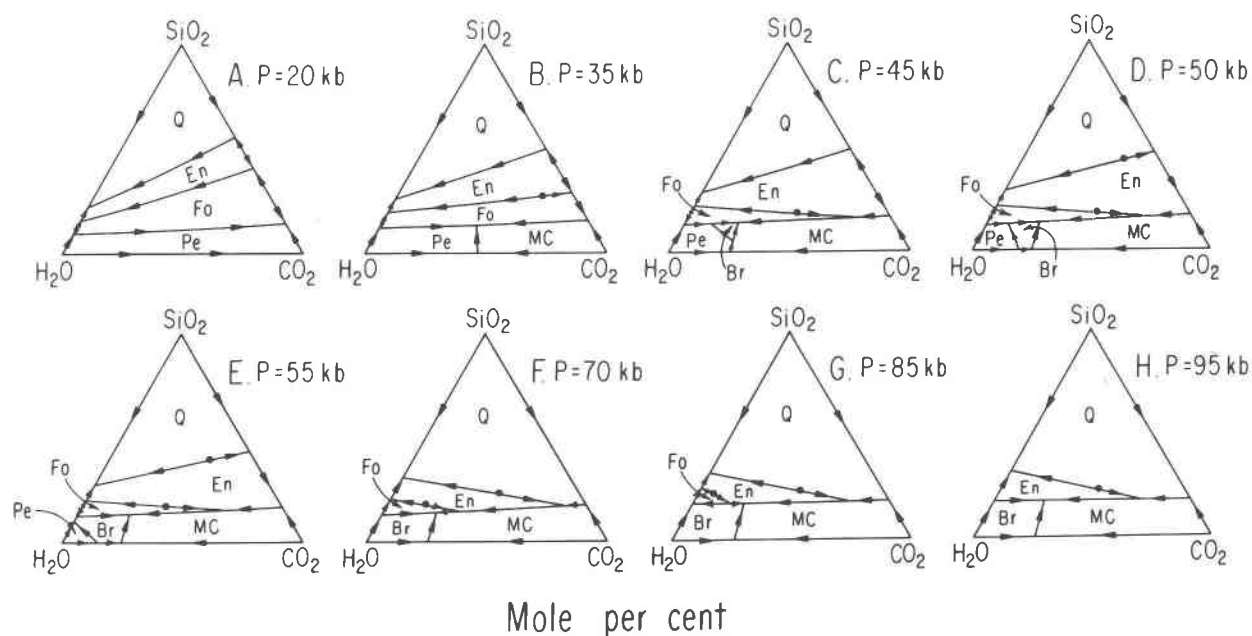 SiO₂
A. P=20 kb
Q
En
Fo
Pe
H₂O
CO₂
SiO₂
B. P=35 kb
Q
En
Fo
Pe
MC
H₂O
CO₂
SiO₂
C. P=45 kb
Q
En
Fo
Pe
MC
H₂O
Br
CO₂
SiO₂
D. P=50 kb
Q
En
Fo
Pe
MC
H₂O
Br
CO₂
SiO₂
E. P=55 kb
Q
Fo
En
Pe
Br
MC
H₂O
CO₂
SiO₂
F. P=70 kb
Q
Fo
En
Br
MC
H₂O
CO₂
SiO₂
G. P=85 kb
Q
Fo
En
Br
MC
H₂O
CO₂
SiO₂
H. P=95 kb
Q
En
Br
MC
H₂O
CO₂
Mole per cent